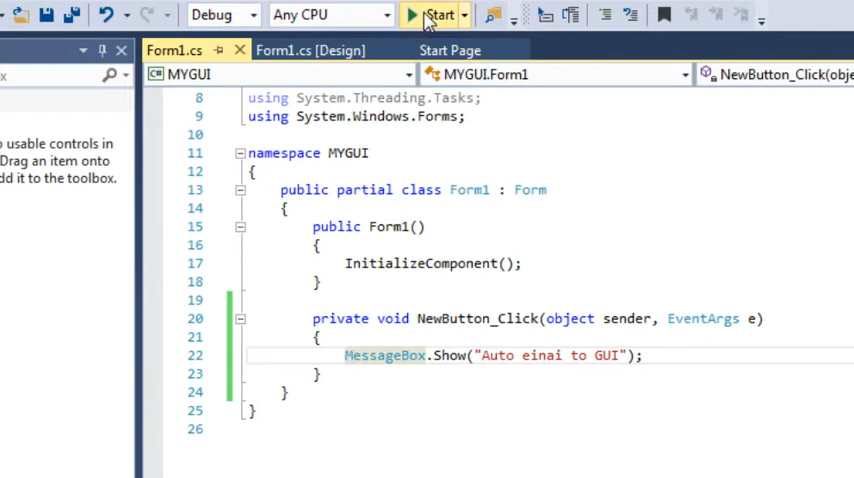 Debug Any CPU Start
Form1.cs Form1.cs [Design] Start Page
MYGUI MYGUI.Form1 NewButton_Click(obje
8 using System.Threading.Tasks;
9 using System.Windows.Forms;
10
11 namespace MYGUI
12 {
13 public partial class Form1 : Form
14 {
15 public Form1()
16 {
17 InitializeComponent();
18 }
19
20 private void NewButton_Click(object sender, EventArgs e)
21 {
22 MessageBox.Show("Auto einai to GUI");
23 }
24 }
25 }
26
usable controls in
Drag an item onto
dd it to the toolbox.